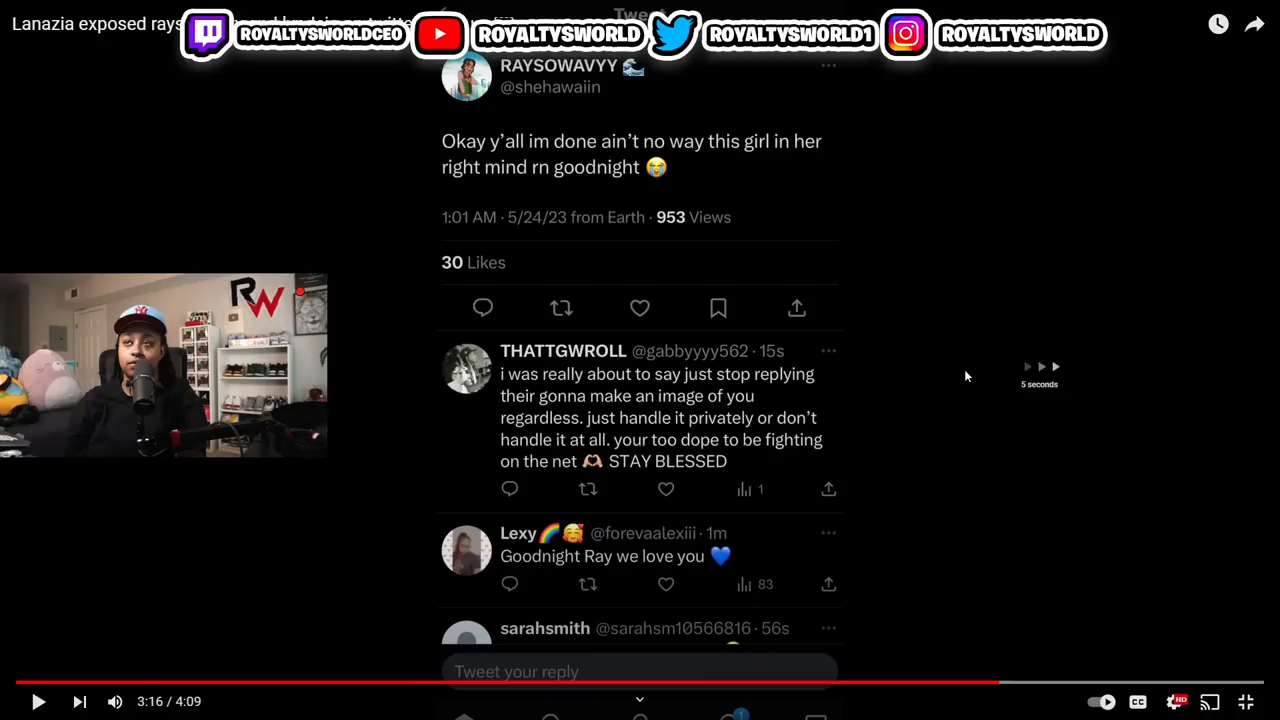 Lanazia exposed rays
Tweet
ROYALTYSWORLDCEO
ROYALTYSWORLD
ROYALTYSWORLD1
ROYALTYSWORLD
RAYSOWAVYY 🌊
@shehawaiin
Okay y’all im done ain’t no way this girl in her
right mind rn goodnight 😭
1:01 AM · 5/24/23 from Earth · 953 Views
30 Likes
THATTGWROLL @gabbyyyy562 · 15s
i was really about to say just stop replying
their gonna make an image of you
regardless. just handle it privately or don’t
handle it at all. your too dope to be fighting
on the net 🫶🏼 STAY BLESSED
1
Lexy🌈🥰 @forevaalexiii · 1m
Goodnight Ray we love you 💙
83
sarahsmith @sarahsm10566816 · 56s
Tweet your reply
RW
5 seconds
3:16 / 4:09
CC
HD
1